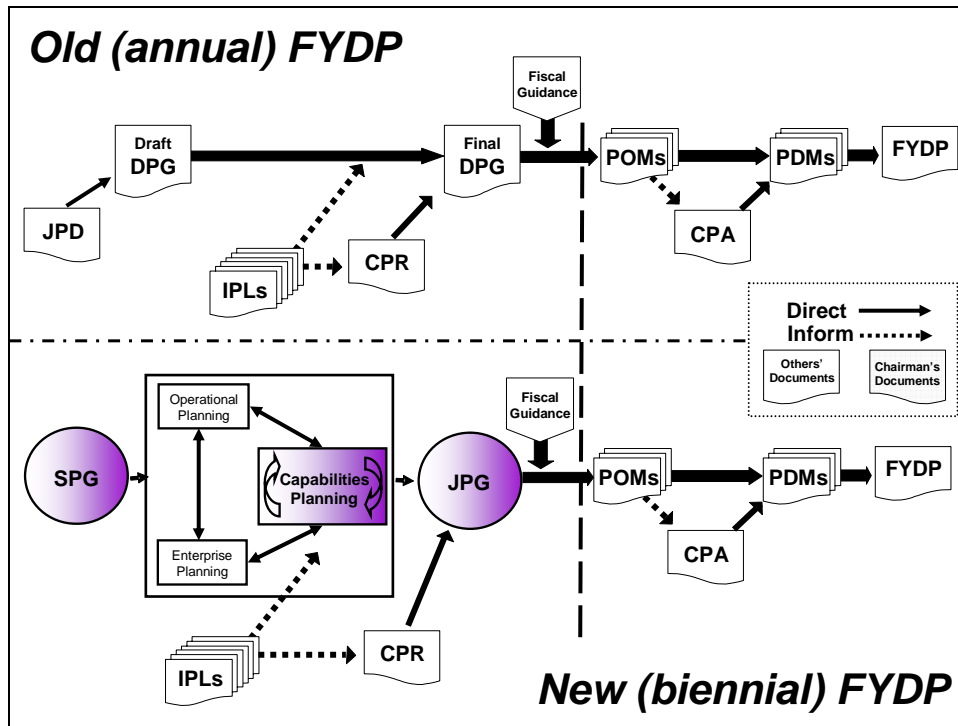 Old (annual) FYDP
Fiscal
Guidance
Draft
DPG
Final
DPG
POMs
PDMs
FYDP
JPD
CPA
IPLs
CPR
Direct
Inform
Others'
Documents
Chairman's
Documents
Operational
Planning
Fiscal
Guidance
SPG
Capabilities
Planning
JPG
POMs
PDMs
FYDP
Enterprise
Planning
CPA
IPLs
CPR
New (biennial) FYDP